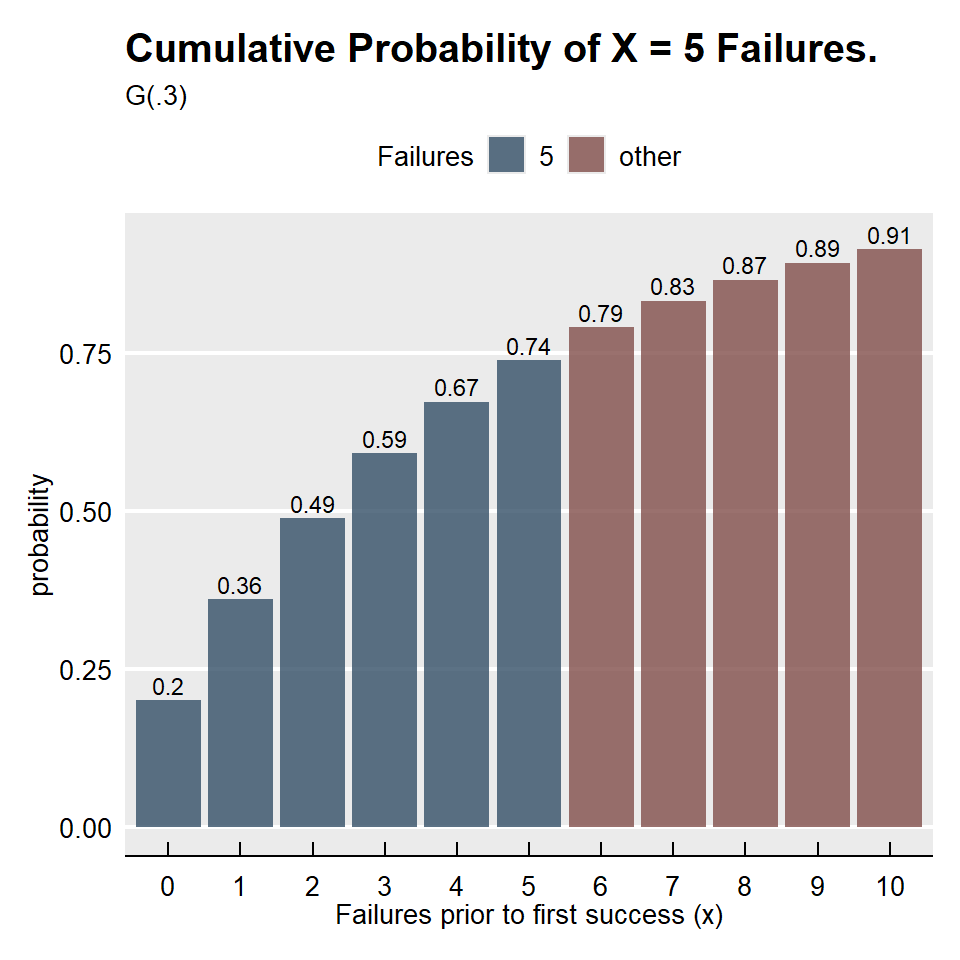 Cumulative Probability of X = 5 Failures.
G(.3)
Failures 5 other
0.91
0.89
0.87
0.83
0.79
0.74
0.67
0.59
0.49
0.36
0.2
0.75
0.50
0.25
0.00
probability
0 1 2 3 4 5 6 7 8 9 10
Failures prior to first success (x)